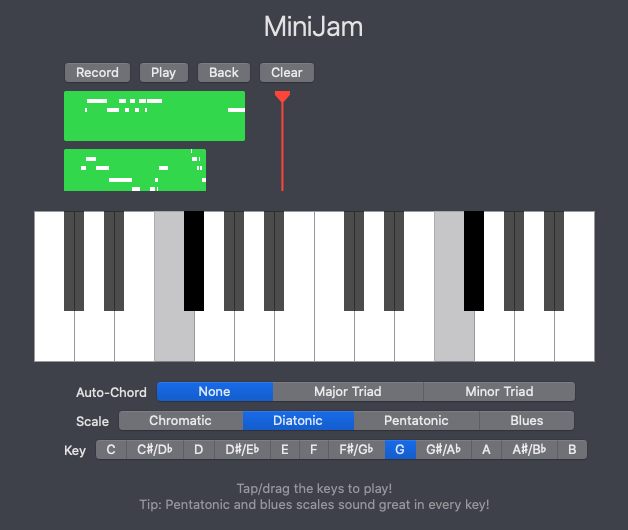 MiniJam
Record Play Back Clear
Auto-Chord None Major Triad Minor Triad
Scale Chromatic Diatonic Pentatonic Blues
Key C C#/D♭ D D#/E♭ E F F#/G♭ G G#/A♭ A A#/B♭ B
Tap/drag the keys to play!
Tip: Pentatonic and blues scales sound great in every key!